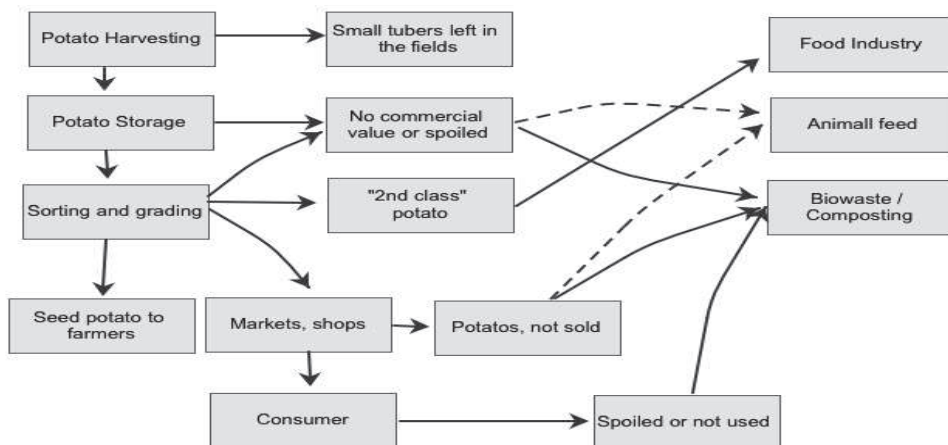 Potato Harvesting
Small tubers left in
the fields
Food Industry
Potato Storage
No commercial
value or spoiled
Animall feed
Sorting and grading
"2nd class"
potato
Biowaste /
Composting
Seed potato to
farmers
Markets, shops
Potatos, not sold
Consumer
Spoiled or not used